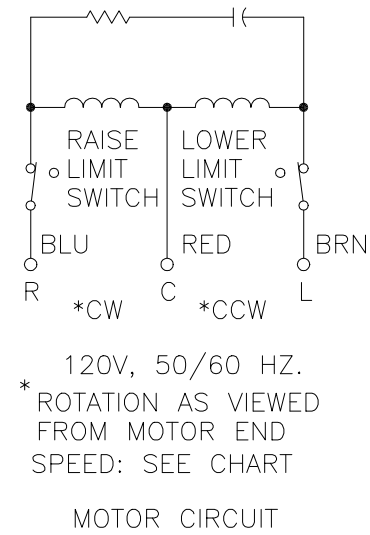 RAISE LOWER
LIMIT LIMIT
SWITCH SWITCH
BLU RED BRN
R C L
*CW *CCW
120V, 50/60 HZ.
* ROTATION AS VIEWED
FROM MOTOR END
SPEED: SEE CHART
MOTOR CIRCUIT